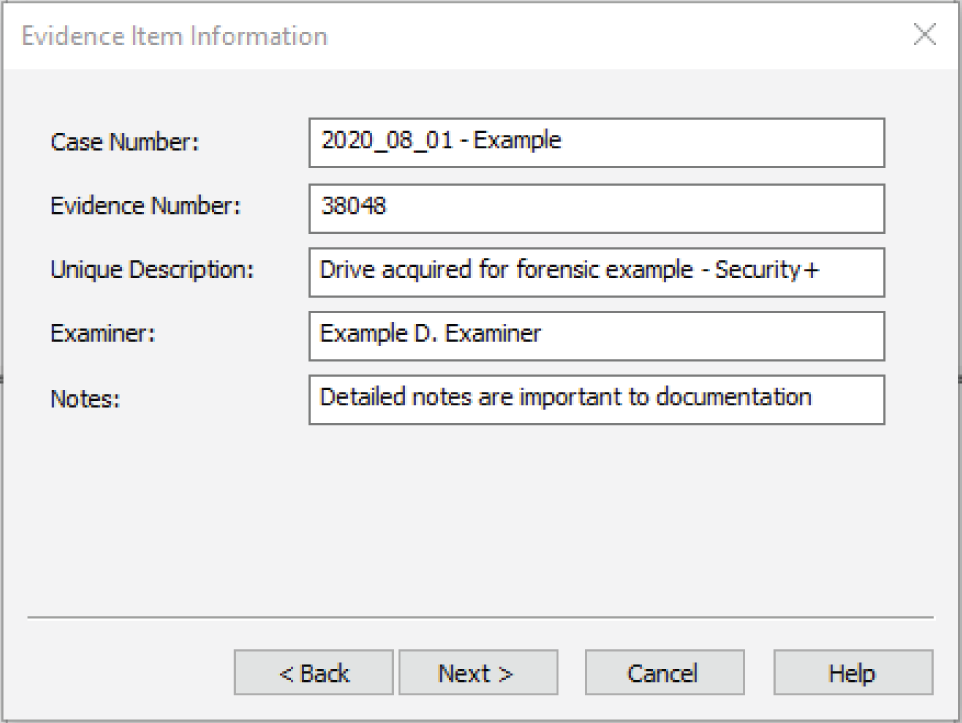 Evidence Item Information
Case Number: 2020_08_01 - Example
Evidence Number: 38048
Unique Description: Drive acquired for forensic example - Security+
Examiner: Example D. Examiner
Notes: Detailed notes are important to documentation
< Back Next > Cancel Help